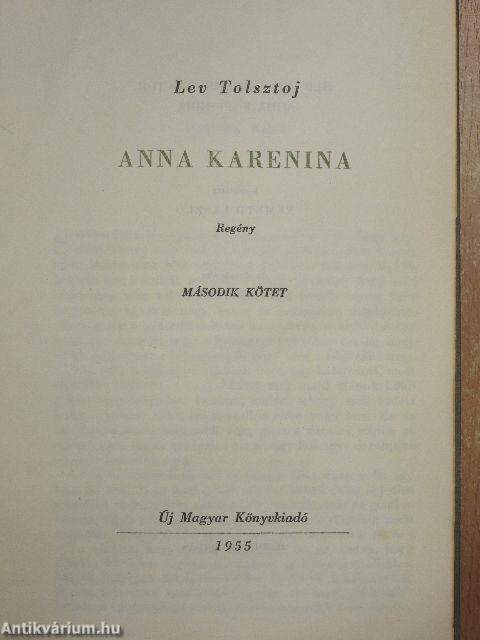 Lev Tolsztoj
ANNA KARENINA
Regény
MÁSODIK KÖTET
Új Magyar Könyvkiadó
1955
Antikvárium.hu